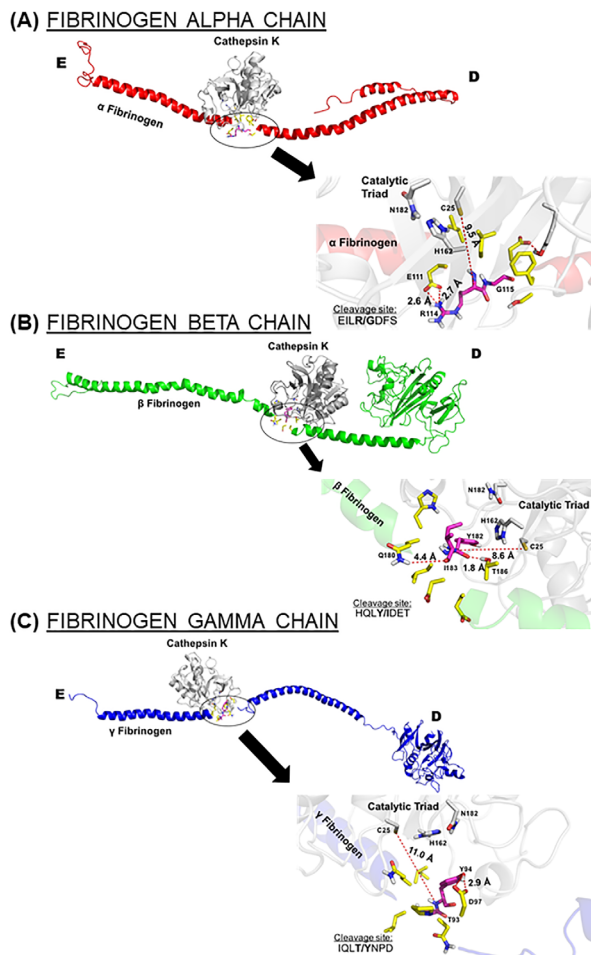 (A) FIBRINOGEN ALPHA CHAIN
Cathepsin K
E
D
α Fibrinogen
Catalytic
Triad
N182
C25
9.5 Å
H162
α Fibrinogen
E111
2.7 Å
G115
2.6 Å
R114
Cleavage site:
EILR/GDFS
(B) FIBRINOGEN BETA CHAIN
Cathepsin K
E
D
β Fibrinogen
β Fibrinogen
N182
Catalytic Triad
H162
Y182
C25
Q180
4.4 Å
8.6 Å
I183
1.8 Å
T186
Cleavage site:
HQLY/IDET
(C) FIBRINOGEN GAMMA CHAIN
Cathepsin K
E
D
γ Fibrinogen
Catalytic Triad
N182
C25
H162
γ Fibrinogen
11.0 Å
Y94
2.9 Å
D97
T93
Cleavage site:
IQLT/YNPD